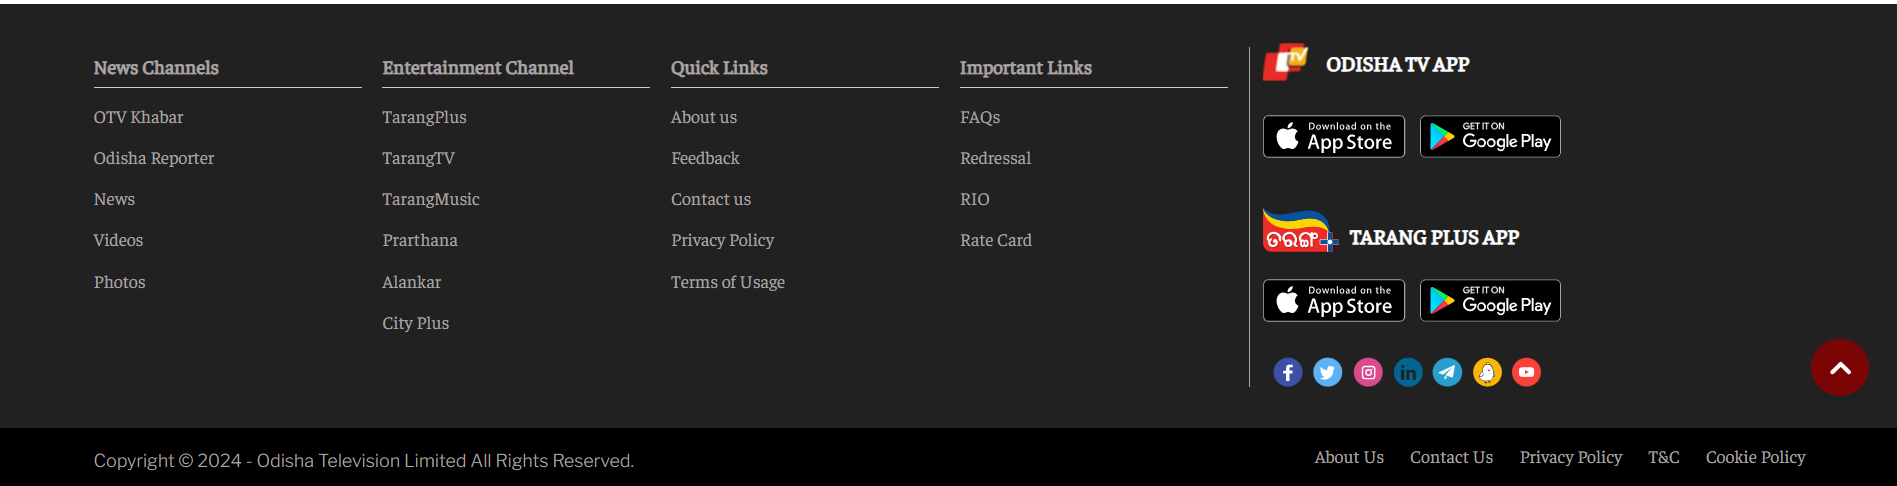 News Channels
OTV Khabar
Odisha Reporter
News
Videos
Photos
Entertainment Channel
TarangPlus
TarangTV
TarangMusic
Prarthana
Alankar
City Plus
Quick Links
About us
Feedback
Contact us
Privacy Policy
Terms of Usage
Important Links
FAQs
Redressal
RIO
Rate Card
TV
ODISHA TV APP
Download on the
App Store
GET IT ON
Google Play
ତରଙ୍ଗ
TARANG PLUS APP
Download on the
App Store
GET IT ON
Google Play
Copyright © 2024 - Odisha Television Limited All Rights Reserved.
About Us Contact Us Privacy Policy T&C Cookie Policy